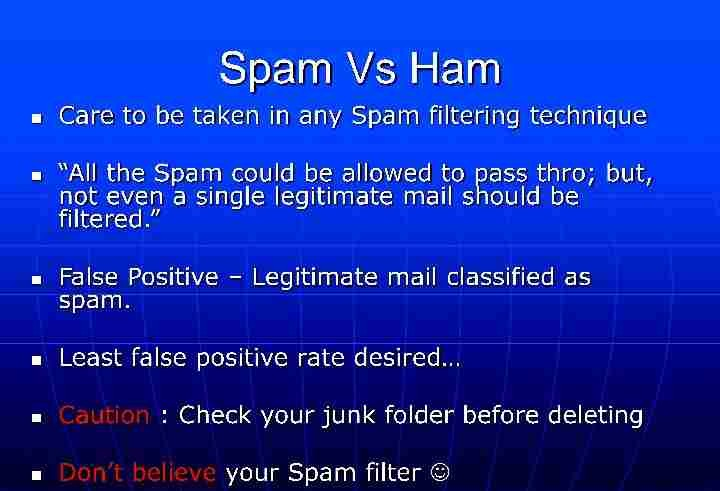 Spam Vs Ham
Care to be taken in any Spam filtering technique
“All the Spam could be allowed to pass thro; but,
not even a single legitimate mail should be
filtered.”
False Positive – Legitimate mail classified as
spam.
Least false positive rate desired…
Caution : Check your junk folder before deleting
Don’t believe your Spam filter ☺